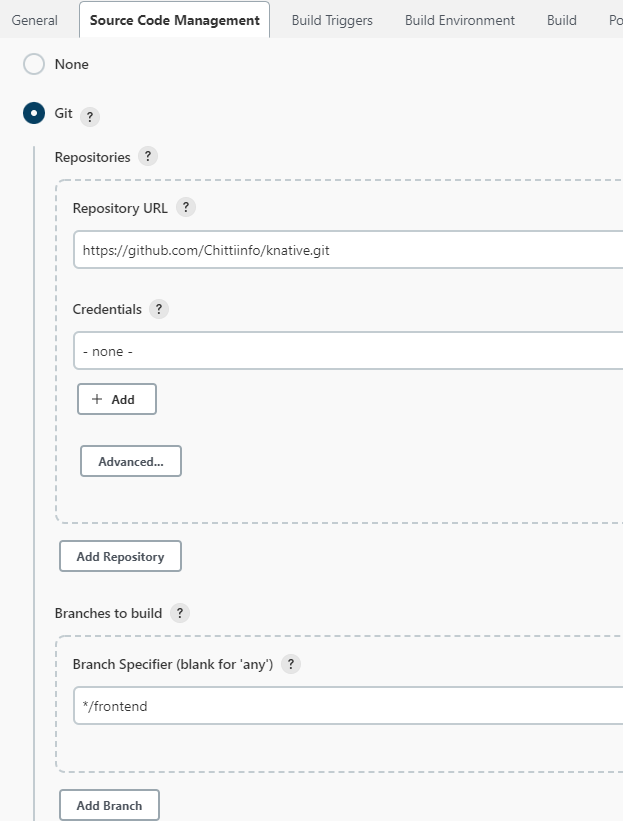 General Source Code Management Build Triggers Build Environment Build Po
None
Git ?
Repositories ?
Repository URL ?
https://github.com/Chittiinfo/knative.git
Credentials ?
- none -
+ Add
Advanced...
Add Repository
Branches to build ?
Branch Specifier (blank for 'any') ?
*/frontend
Add Branch